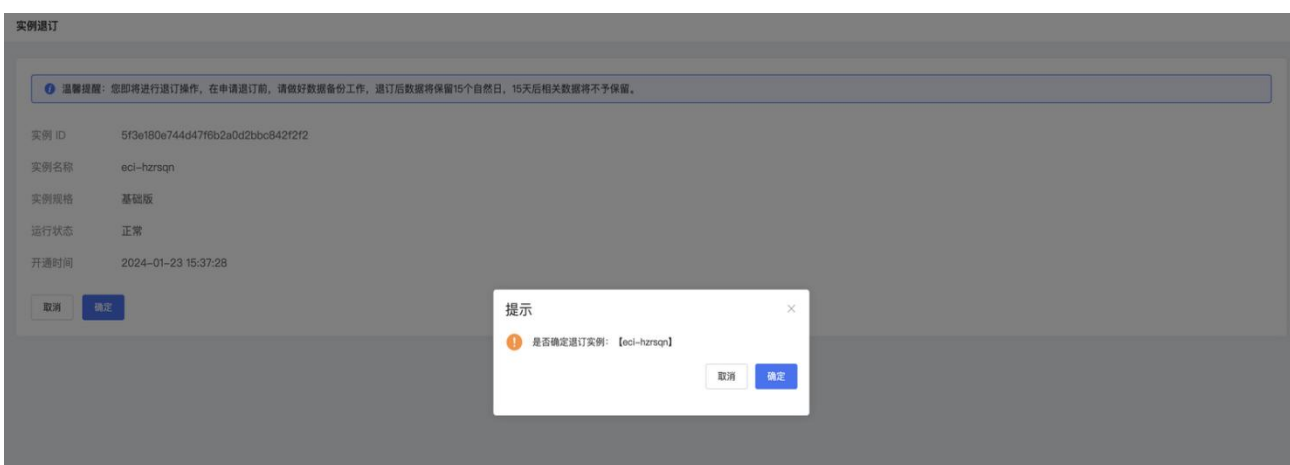 实例退订
温馨提醒：您即将进行退订操作，在申请退订前，请做好数据备份工作，退订后数据将保留15个自然日，15天后相关数据将不予保留。
实例 ID 5f3e180e744d47f6b2a0d2bbc842f2f2
实例名称 eci-hzrsqn
实例规格 基础版
运行状态 正常
开通时间 2024-01-23 15:37:28
取消 确定
提示
是否确定退订实例：【eci-hzrsqn】
取消 确定